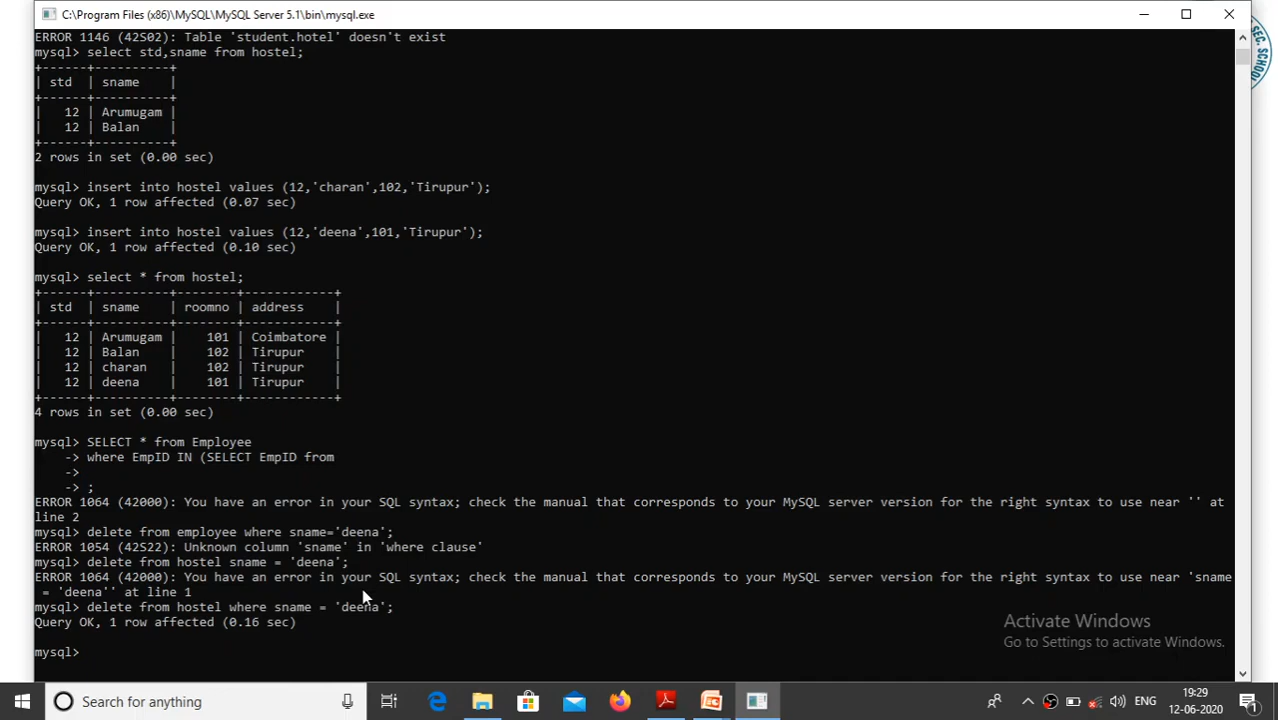 C:\Program Files (x86)\MySQL\MySQL Server 5.1\bin\mysql.exe
ERROR 1146 (42S02): Table 'student.hotel' doesn't exist
mysql> select std,sname from hostel;
+------+----------+
| std  | sname    |
+------+----------+
|   12 | Arumugam |
|   12 | Balan    |
+------+----------+
2 rows in set (0.00 sec)
mysql> insert into hostel values (12,'charan',102,'Tirupur');
Query OK, 1 row affected (0.07 sec)
mysql> insert into hostel values (12,'deena',101,'Tirupur');
Query OK, 1 row affected (0.10 sec)
mysql> select * from hostel;
+------+----------+--------+------------+
| std  | sname    | roomno | address    |
+------+----------+--------+------------+
|   12 | Arumugam |    101 | Coimbatore |
|   12 | Balan    |    102 | Tirupur    |
|   12 | charan   |    102 | Tirupur    |
|   12 | deena    |    101 | Tirupur    |
+------+----------+--------+------------+
4 rows in set (0.00 sec)
mysql> SELECT * from Employee
    -> where EmpID IN (SELECT EmpID from
    ->
    -> ;
ERROR 1064 (42000): You have an error in your SQL syntax; check the manual that corresponds to your MySQL server version for the right syntax to use near '' at
line 2
mysql> delete from employee where sname='deena';
ERROR 1054 (42S22): Unknown column 'sname' in 'where clause'
mysql> delete from hostel sname = 'deena';
ERROR 1064 (42000): You have an error in your SQL syntax; check the manual that corresponds to your MySQL server version for the right syntax to use near 'sname
= 'deena'' at line 1
mysql> delete from hostel where sname = 'deena';
Query OK, 1 row affected (0.16 sec)
mysql>
Activate Windows
Go to Settings to activate Windows.
SEC. SCHOOL
Search for anything
ENG
19:29
12-06-2020
1